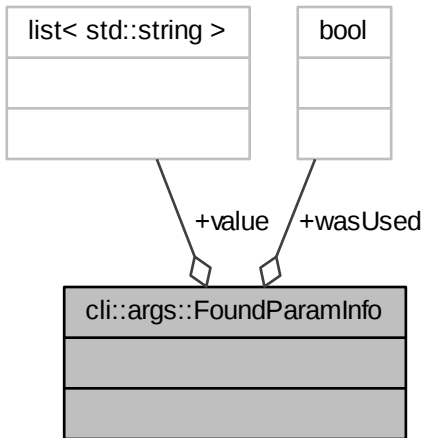 list< std::string >
bool
+value
+wasUsed
cli::args::FoundParamInfo